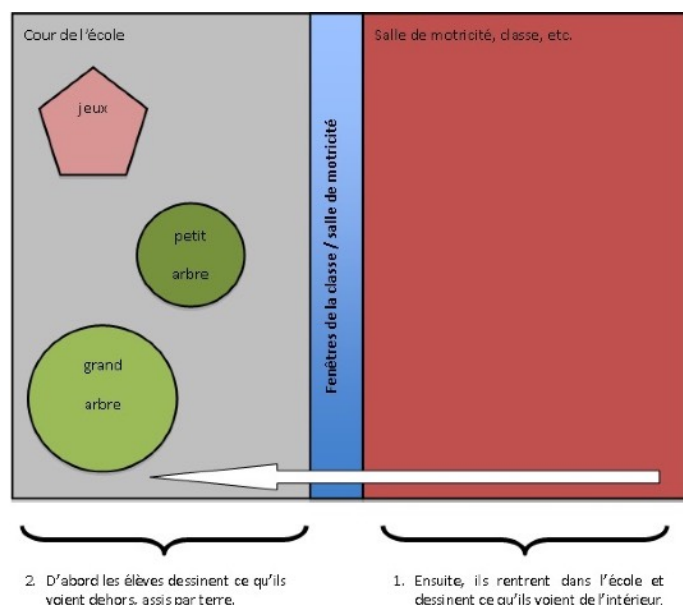 Cour de l'école
Salle de motricité, classe, etc.
jeux
petit
arbre
grand
arbre
Fenêtres de la classe / salle de motricité
2. D'abord les élèves dessinent ce qu'ils
voient dehors, assis par terre.
1. Ensuite, ils rentrent dans l'école et
dessinent ce qu'ils voient de l'intérieur.